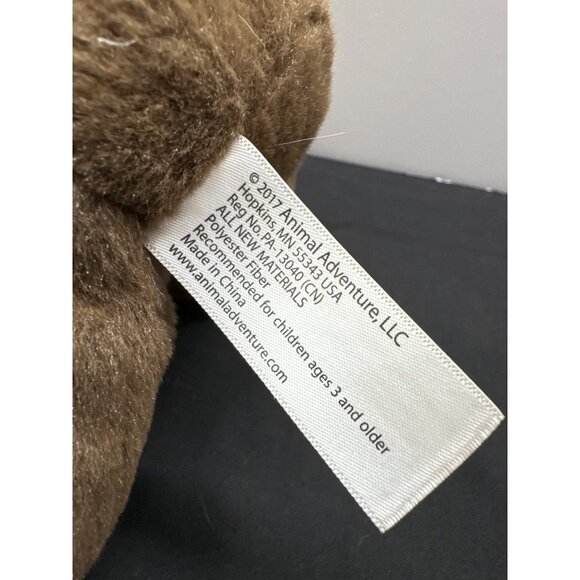 © 2017 Animal Adventure, LLC
Hopkins, MN 55343 USA
Reg No. PA-13040 (CN)
ALL NEW MATERIALS
Polyester Fiber
Recommended for children ages 3 and older
Made in China
www.animaladventure.com